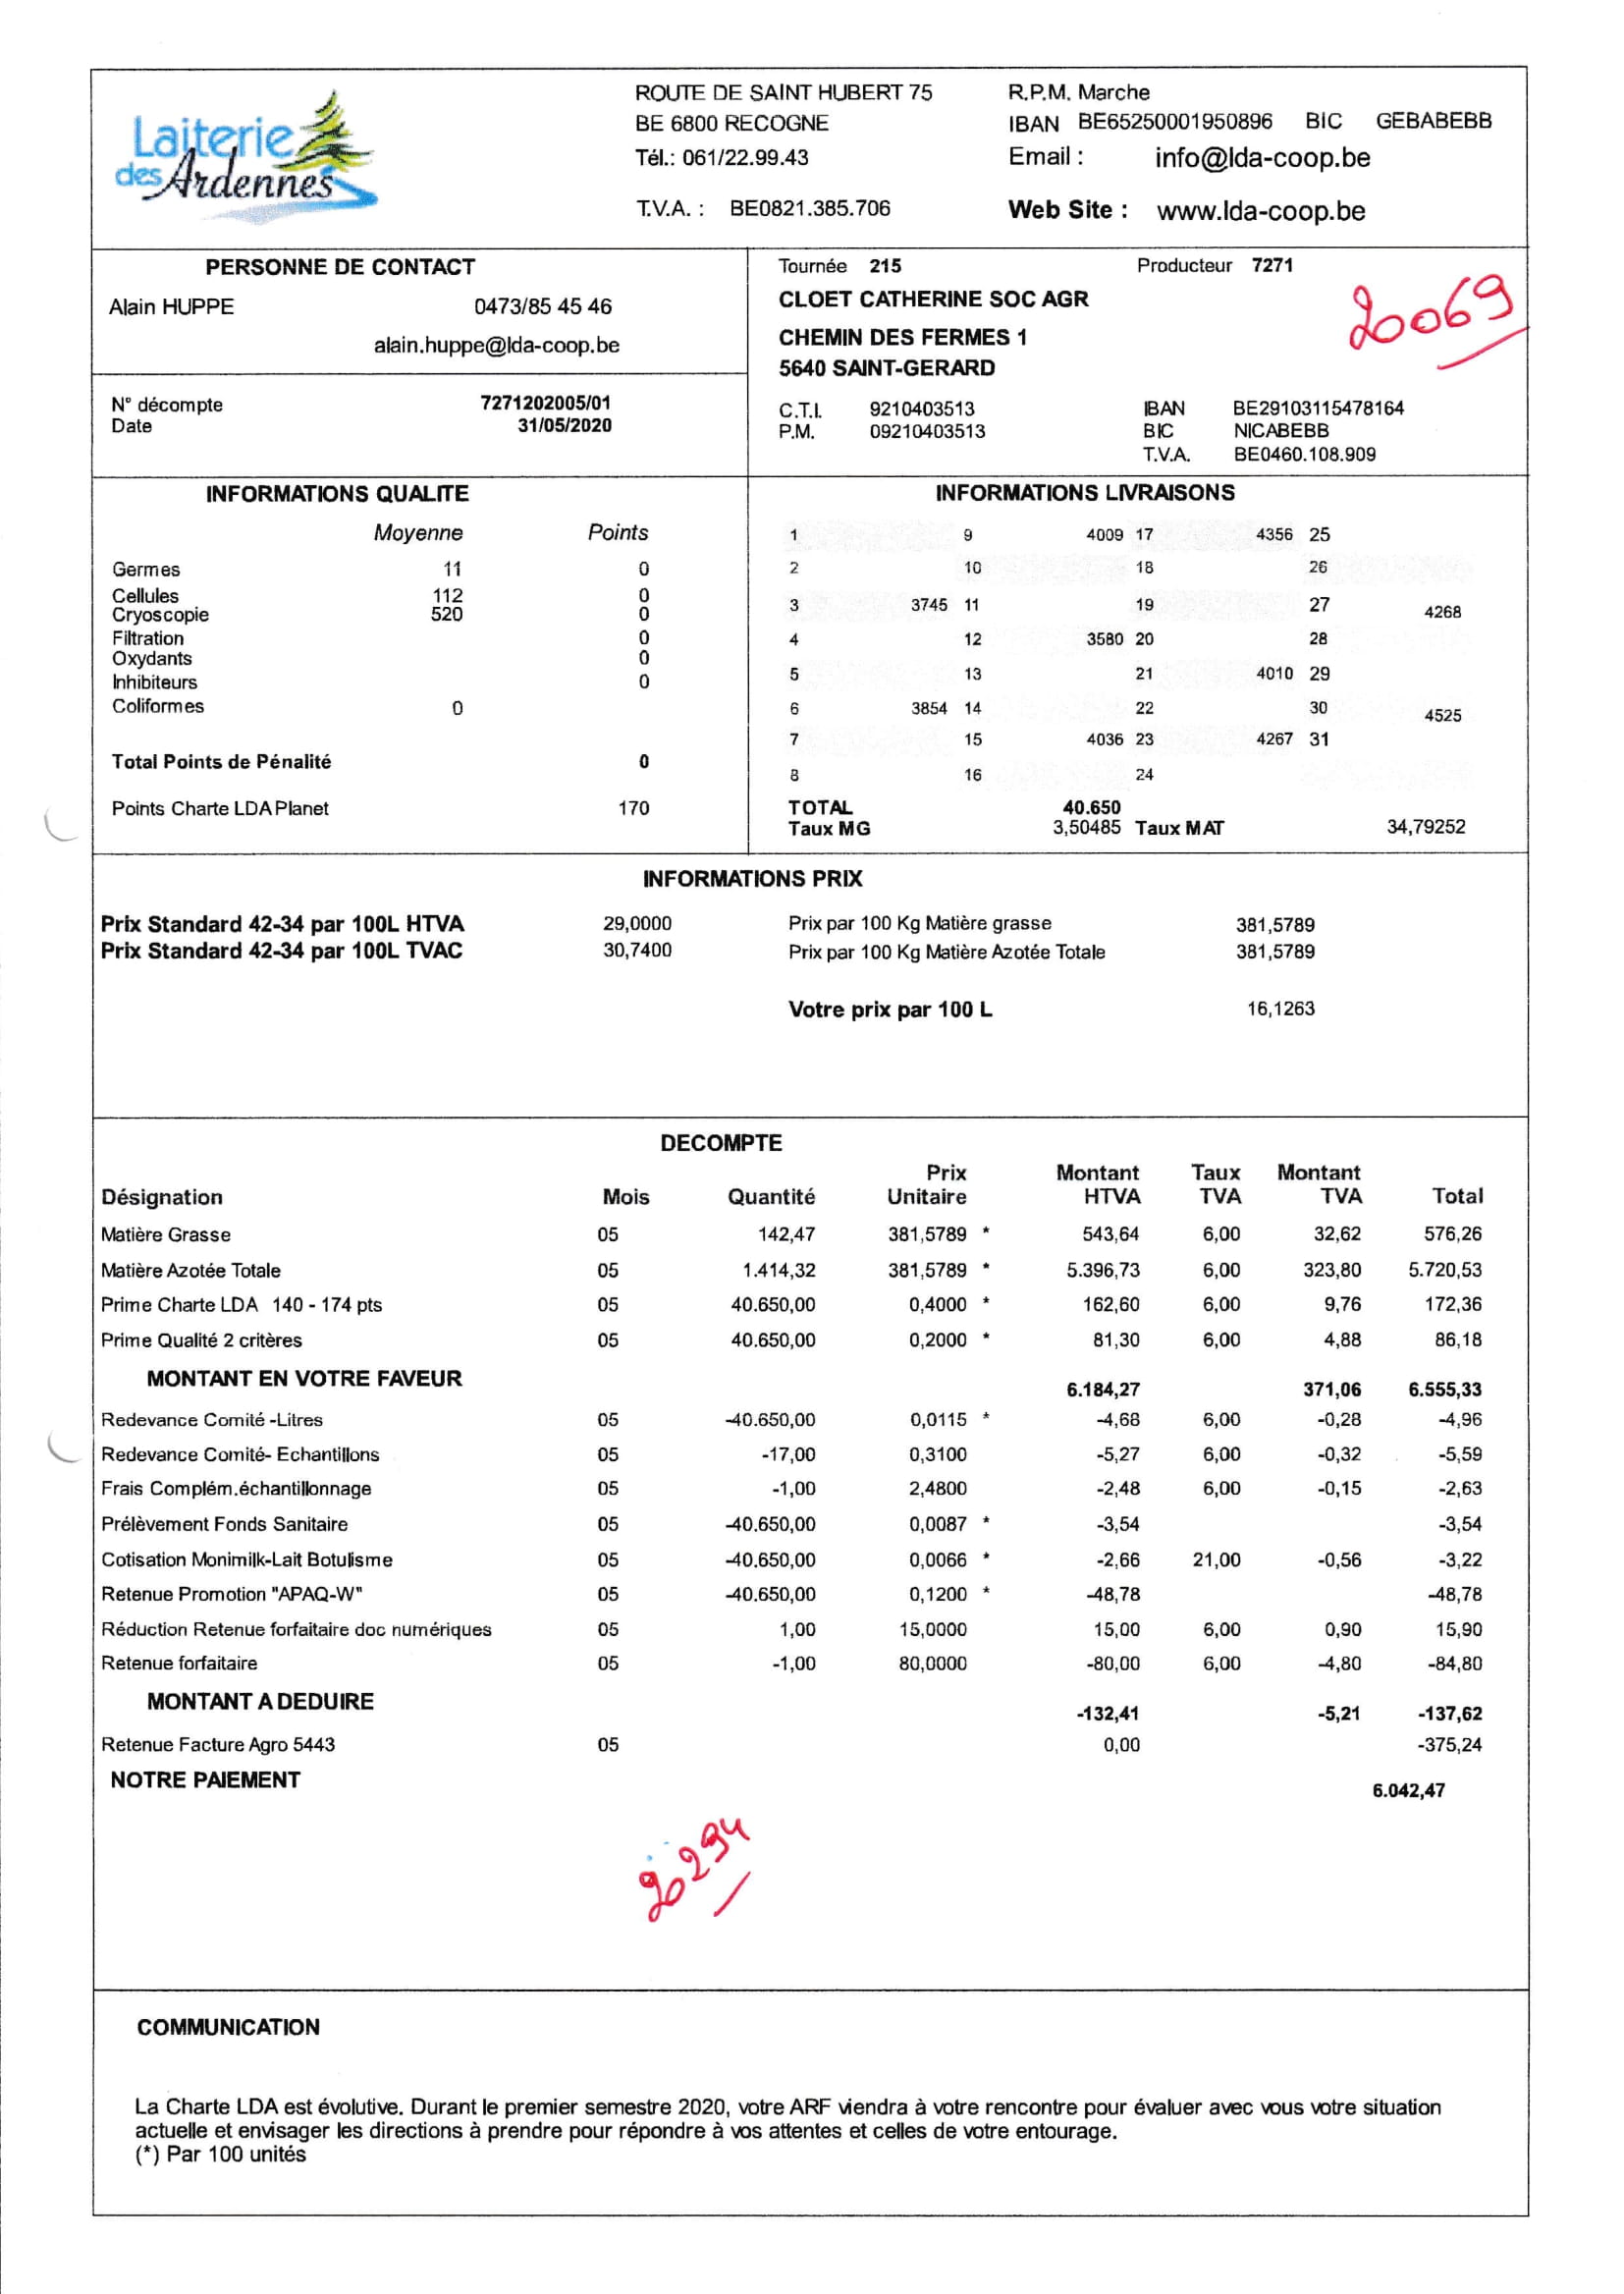 Laiterie
des Ardennes
ROUTE DE SAINT HUBERT 75
BE 6800 RECOGNE
Tél.: 061/22.99.43
T.V.A. : BE0821.385.706
R.P.M. Marche
IBAN BE65250001950896 BIC GEBABEBB
Email : info@lda-coop.be
Web Site : www.lda-coop.be
PERSONNE DE CONTACT
Alain HUPPE 0473/85 45 46
alain.huppe@lda-coop.be
N° décompte 7271202005/01
Date 31/05/2020
Tournée 215 Producteur 7271
CLOET CATHERINE SOC AGR
CHEMIN DES FERMES 1
5640 SAINT-GERARD
20069
C.T.I. 9210403513 IBAN BE29103115478164
P.M. 09210403513 BIC NICABEBB
T.V.A. BE0460.108.909
INFORMATIONS QUALITE
Moyenne Points
Germes 11 0
Cellules 112 0
Cryoscopie 520 0
Filtration 0
Oxydants 0
Inhibiteurs 0
Coliformes 0
Total Points de Pénalité 0
Points Charte LDA Planet 170
INFORMATIONS LIVRAISONS
1 9 4009 17 4356 25
2 10 18 26
3 3745 11 19 27 4268
4 12 3580 20 28
5 13 21 4010 29
6 3854 14 22 30 4525
7 15 4036 23 4267 31
8 16 24
TOTAL 40.650
Taux MG 3,50485 Taux MAT 34,79252
INFORMATIONS PRIX
Prix Standard 42-34 par 100L HTVA 29,0000 Prix par 100 Kg Matière grasse 381,5789
Prix Standard 42-34 par 100L TVAC 30,7400 Prix par 100 Kg Matière Azotée Totale 381,5789
Votre prix par 100 L 16,1263
DECOMPTE
Prix Montant Taux Montant
Désignation Mois Quantité Unitaire HTVA TVA TVA Total
Matière Grasse 05 142,47 381,5789 * 543,64 6,00 32,62 576,26
Matière Azotée Totale 05 1.414,32 381,5789 * 5.396,73 6,00 323,80 5.720,53
Prime Charte LDA 140 - 174 pts 05 40.650,00 0,4000 * 162,60 6,00 9,76 172,36
Prime Qualité 2 critères 05 40.650,00 0,2000 * 81,30 6,00 4,88 86,18
MONTANT EN VOTRE FAVEUR 6.184,27 371,06 6.555,33
Redevance Comité -Litres 05 -40.650,00 0,0115 * -4,68 6,00 -0,28 -4,96
Redevance Comité- Echantillons 05 -17,00 0,3100 -5,27 6,00 -0,32 -5,59
Frais Complém.échantillonnage 05 -1,00 2,4800 -2,48 6,00 -0,15 -2,63
Prélèvement Fonds Sanitaire 05 -40.650,00 0,0087 * -3,54 -3,54
Cotisation Monimilk-Lait Botulisme 05 -40.650,00 0,0066 * -2,66 21,00 -0,56 -3,22
Retenue Promotion "APAQ-W" 05 -40.650,00 0,1200 * -48,78 -48,78
Réduction Retenue forfaitaire doc numériques 05 1,00 15,0000 15,00 6,00 0,90 15,90
Retenue forfaitaire 05 -1,00 80,0000 -80,00 6,00 -4,80 -84,80
MONTANT A DEDUIRE -132,41 -5,21 -137,62
Retenue Facture Agro 5443 05 0,00 -375,24
NOTRE PAIEMENT 6.042,47
20294
COMMUNICATION
La Charte LDA est évolutive. Durant le premier semestre 2020, votre ARF viendra à votre rencontre pour évaluer avec vous votre situation
actuelle et envisager les directions à prendre pour répondre à vos attentes et celles de votre entourage.
(*) Par 100 unités